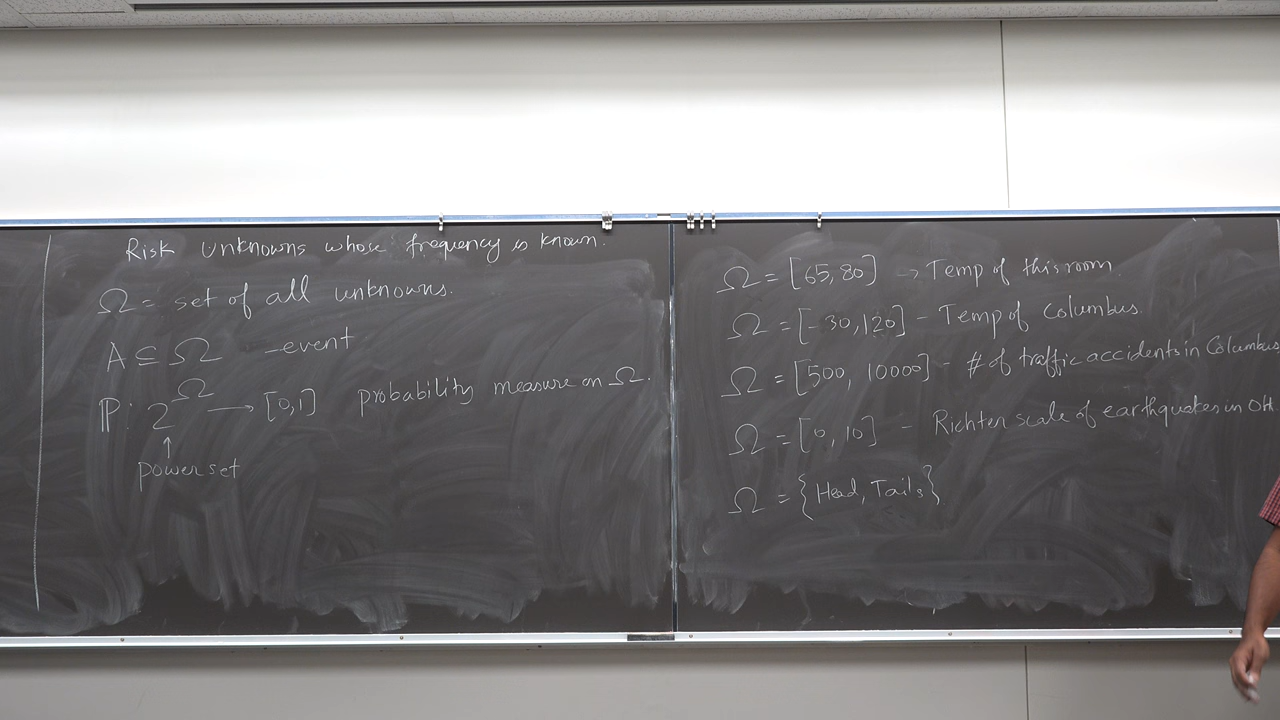 Risk unknowns whose frequency is known.
Ω = set of all unknowns.
A ⊆ Ω - event
ℙ: 2^Ω → [0,1] probability measure on Ω.
↑
power set
Ω = [65, 80] → Temp of this room.
Ω = [-30, 120] - Temp of Columbus.
Ω = [500, 10000] - # of traffic accidents in Columbus
Ω = [0, 10] - Richter scale of earthquakes in OH
Ω = {Head, Tails}